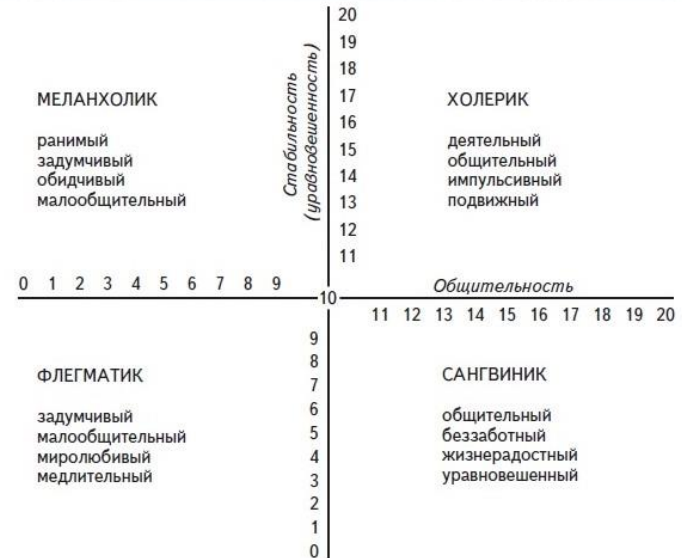 20
19
18
17
16
15
14
13
12
11
Стабильность
(уравновешенность)
МЕЛАНХОЛИК
ранимый
задумчивый
обидчивый
малообщительный
ХОЛЕРИК
деятельный
общительный
импульсивный
подвижный
0 1 2 3 4 5 6 7 8 9
10
Общительность
11 12 13 14 15 16 17 18 19 20
ФЛЕГМАТИК
задумчивый
малообщительный
миролюбивый
медлительный
9
8
7
6
5
4
3
2
1
0
САНГВИНИК
общительный
беззаботный
жизнерадостный
уравновешенный